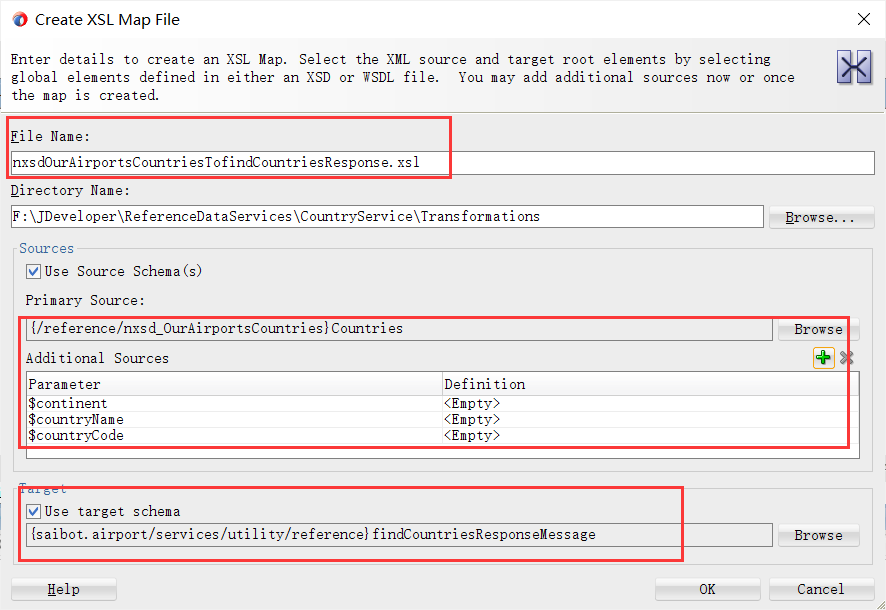 Create XSL Map File
Enter details to create an XSL Map. Select the XML source and target root elements by selecting
global elements defined in either an XSD or WSDL file. You may add additional sources now or once
the map is created.
File Name:
nxsdOurAirportsCountriesTofindCountriesResponse.xsl
Directory Name:
F:\JDeveloper\ReferenceDataServices\CountryService\Transformations
Browse...
Sources
Use Source Schema(s)
Primary Source:
{/reference/nxsd_OurAirportsCountries}Countries
Browse
Additional Sources
Parameter Definition
$continent <Empty>
$countryName <Empty>
$countryCode <Empty>
Target
Use target schema
{saibot.airport/services/utility/reference}findCountriesResponseMessage
Browse
Help
OK
Cancel